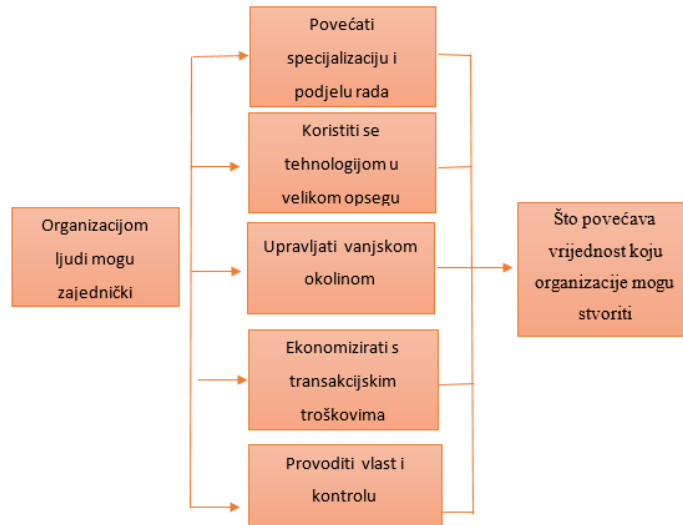 Organizacijom
ljudi mogu
zajednički
Povećati
specijalizaciju i
podjelu rada
Koristiti se
tehnologijom u
velikom opsegu
Upravljati vanjskom
okolinom
Ekonomizirati s
transakcijskim
troškovima
Provoditi vlast i
kontrolu
Što povećava
vrijednost koju
organizacije mogu
stvoriti